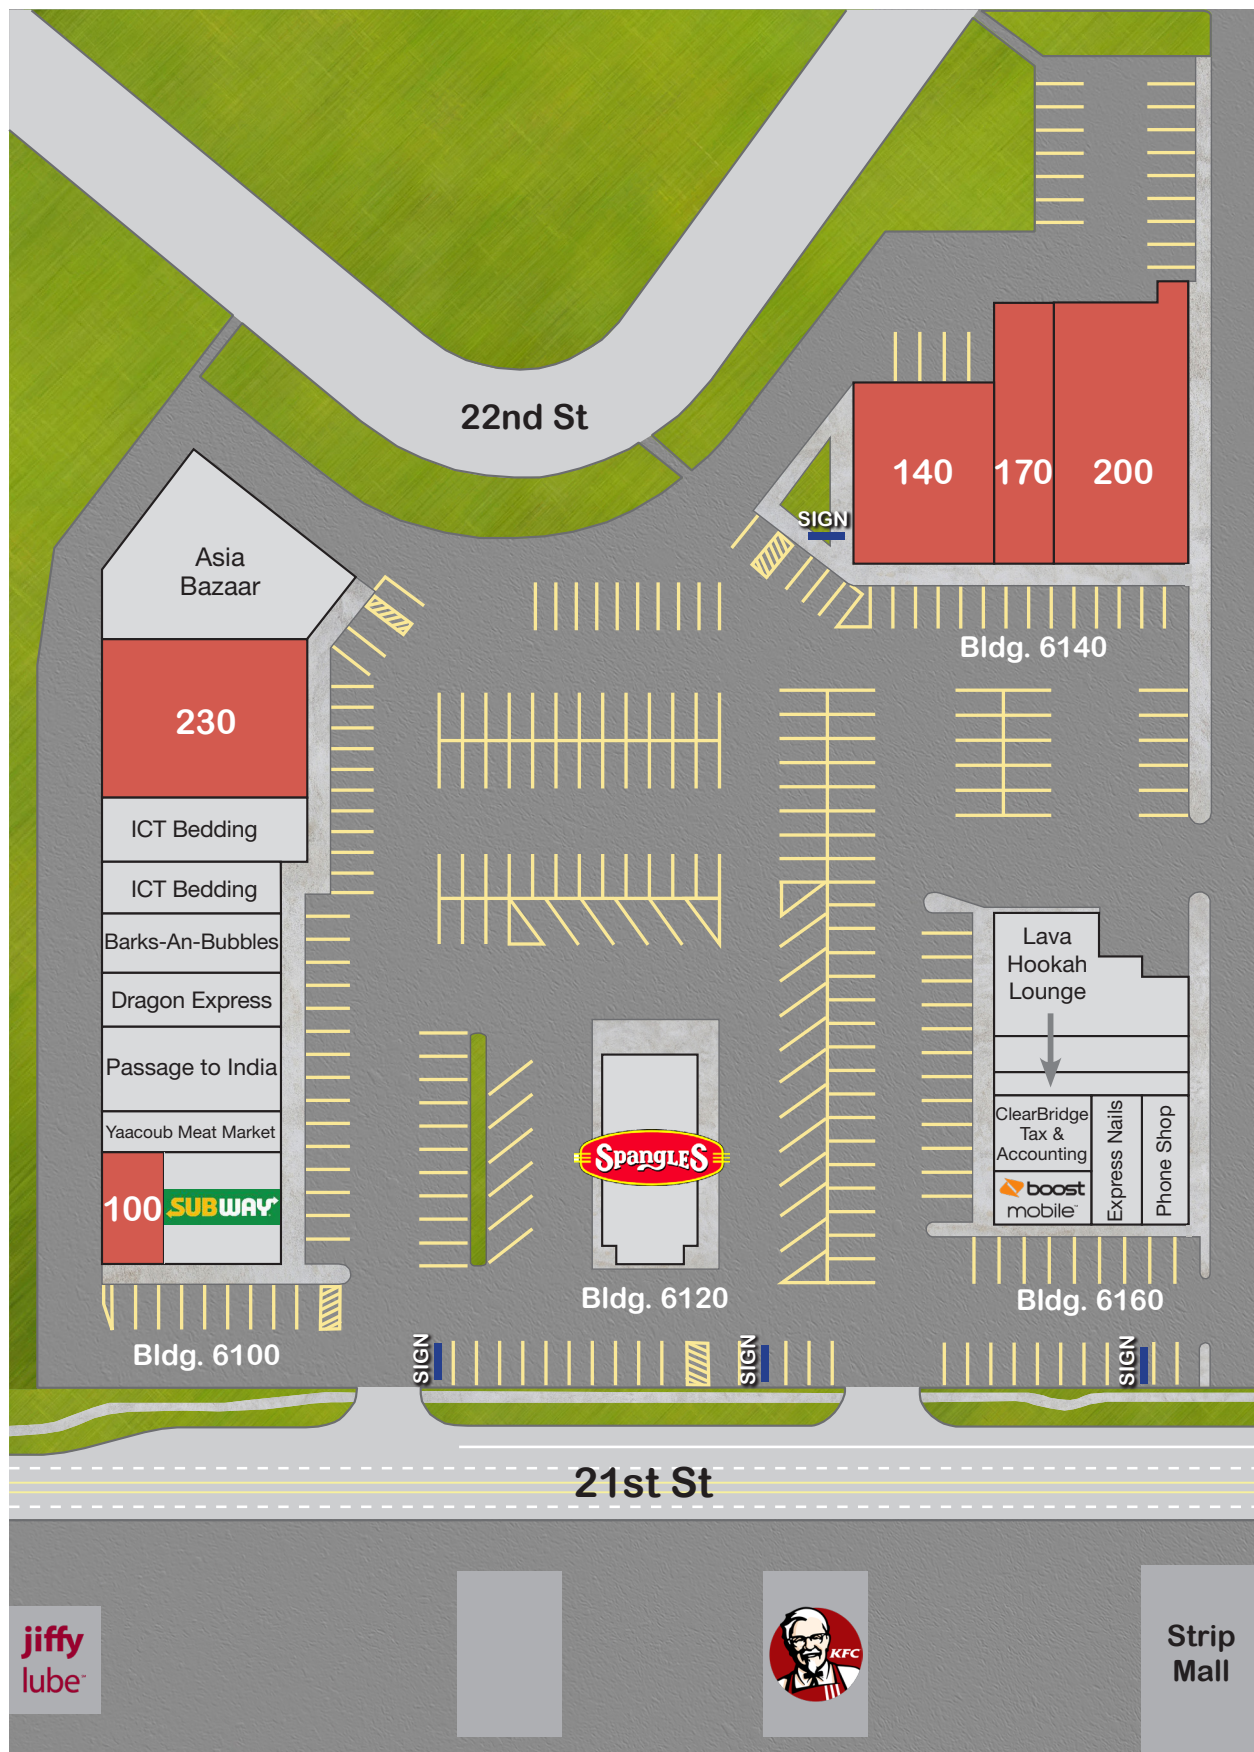 22nd St
140
170
200
SIGN
Bldg. 6140
Asia
Bazaar
230
ICT Bedding
ICT Bedding
Barks-An-Bubbles
Dragon Express
Passage to India
Yaacoub Meat Market
100
SUBWAY
Bldg. 6100
SPANGLES
Bldg. 6120
Lava
Hookah
Lounge
ClearBridge
Tax &
Accounting
boost
mobile
Express Nails
Phone Shop
Bldg. 6160
SIGN
SIGN
SIGN
21st St
jiffy
lube
KFC
Strip
Mall